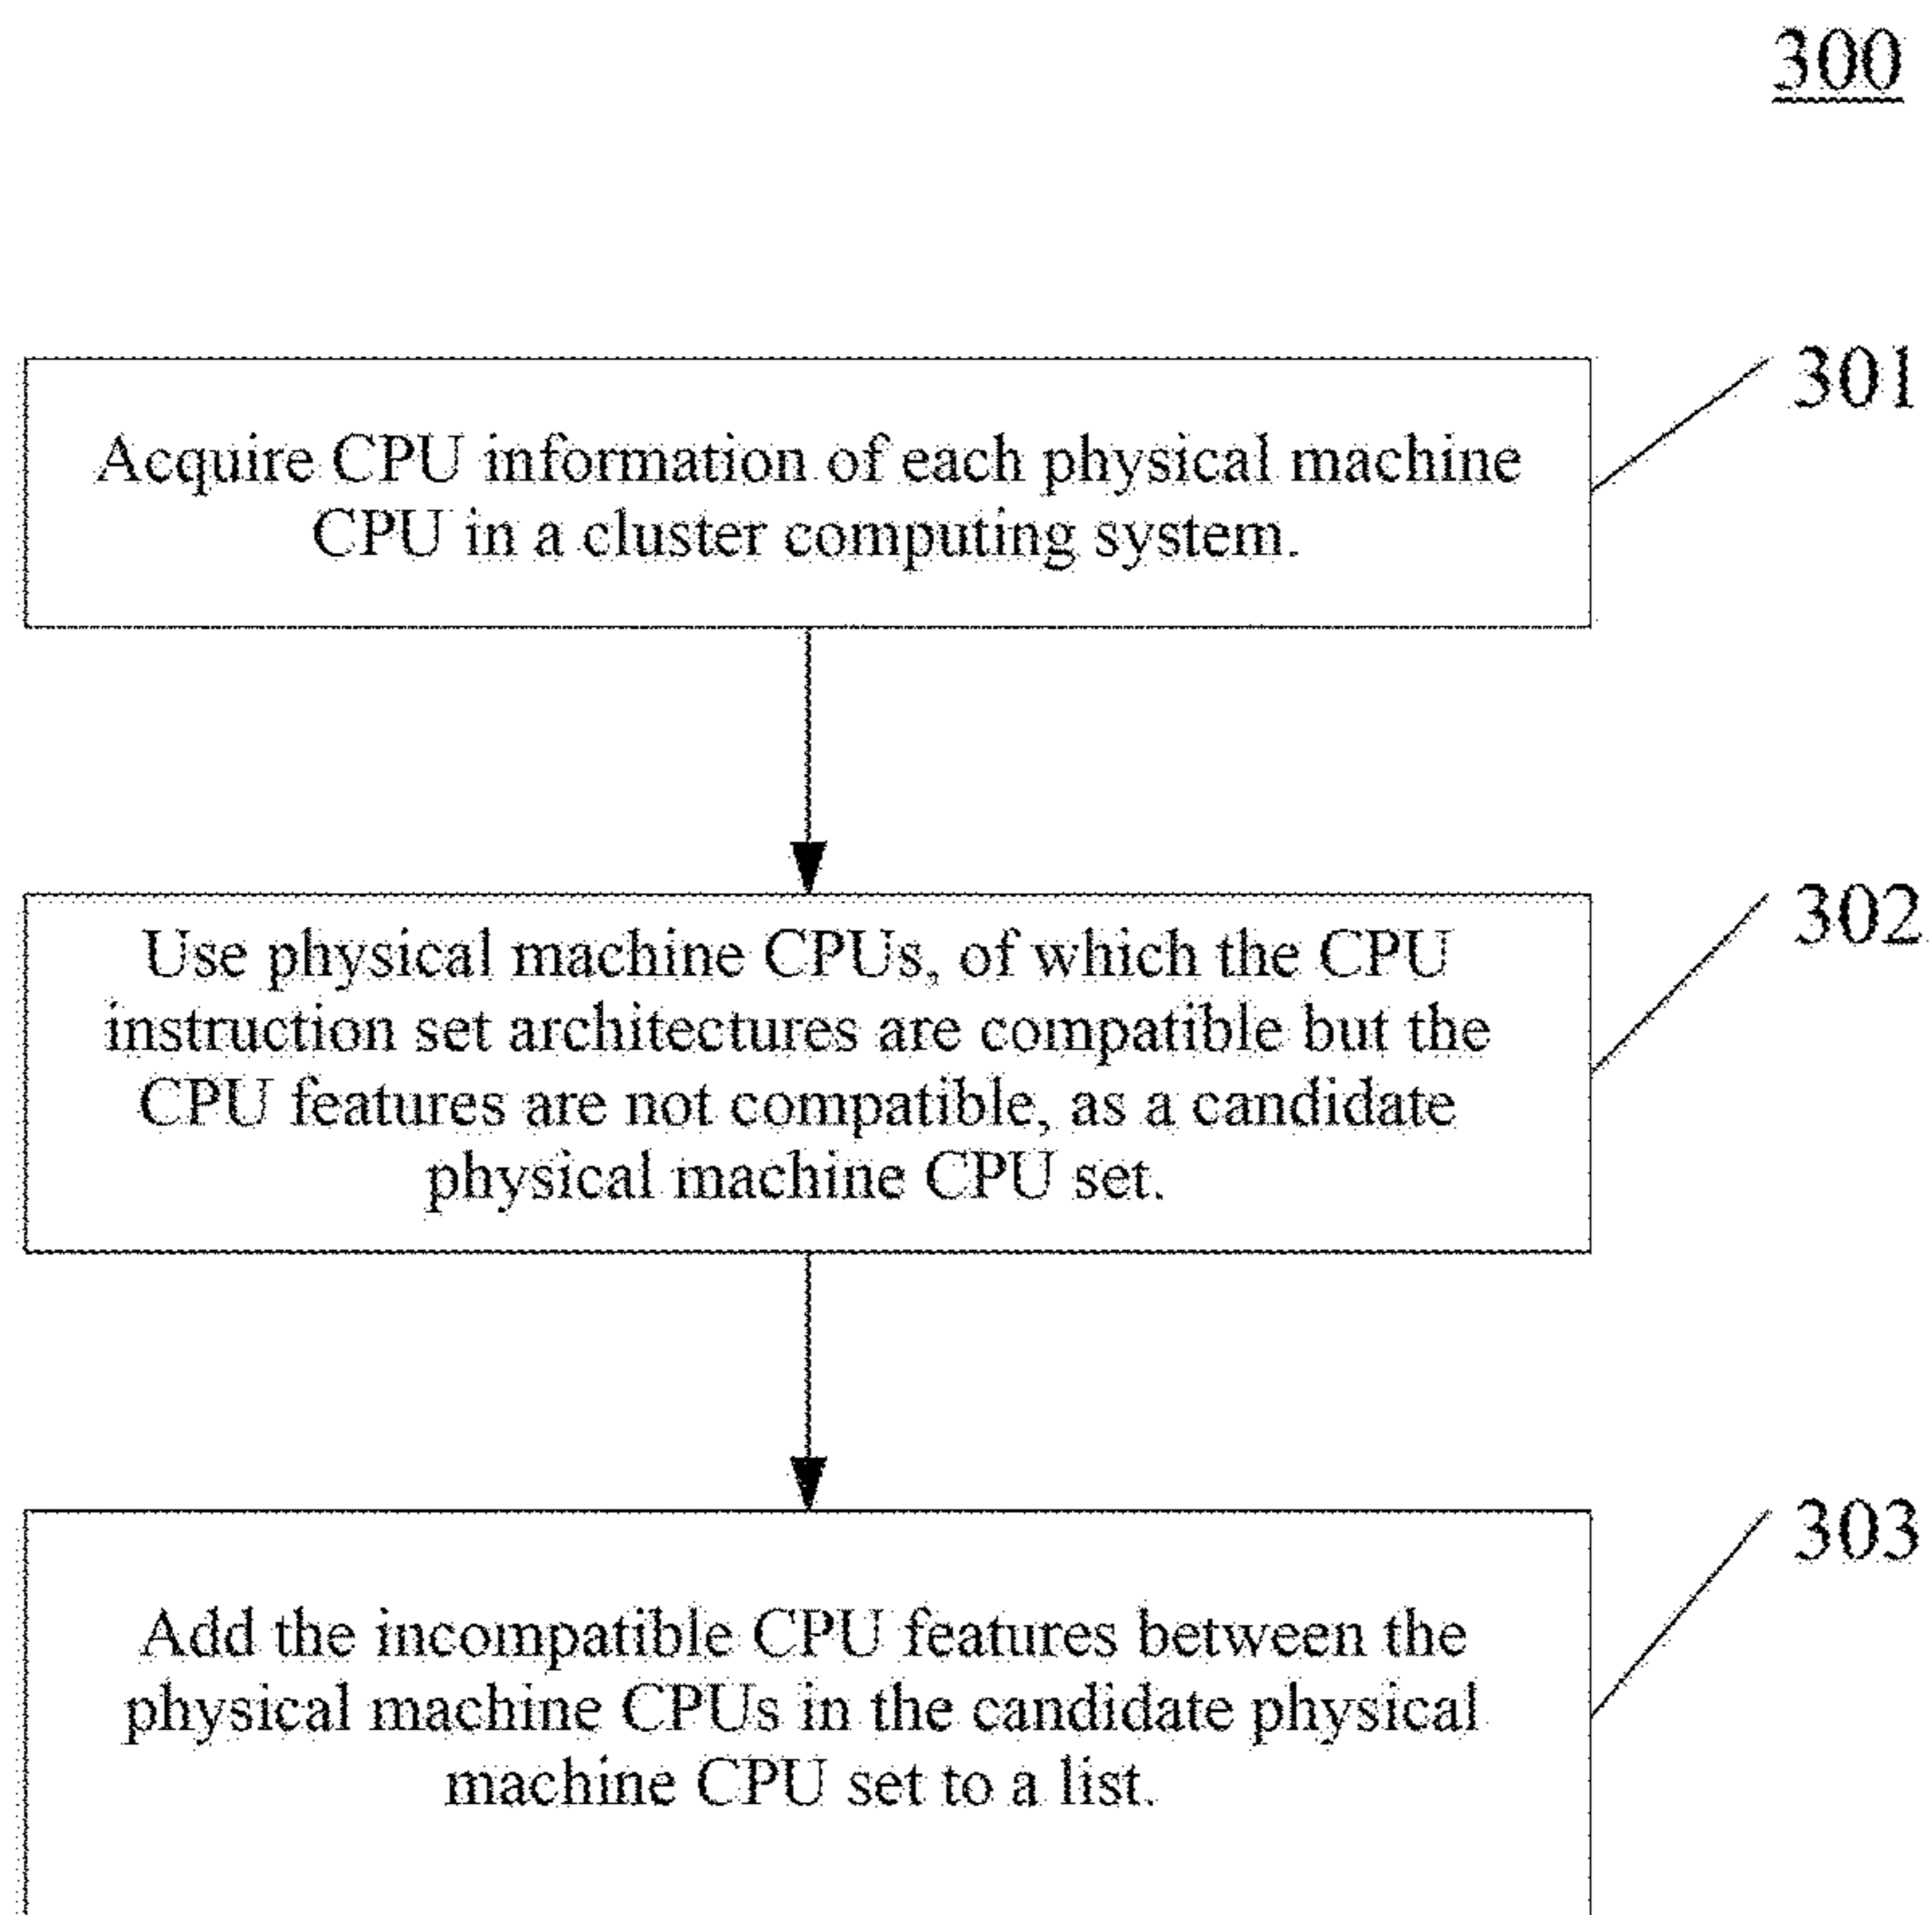 300
301
Acquire CPU information of each physical machine
CPU in a cluster computing system.
302
Use physical machine CPUs, of which the CPU
instruction set architectures are compatible but the
CPU features are not compatible, as a candidate
physical machine CPU set.
303
Add the incompatible CPU features between the
physical machine CPUs in the candidate physical
machine CPU set to a list.